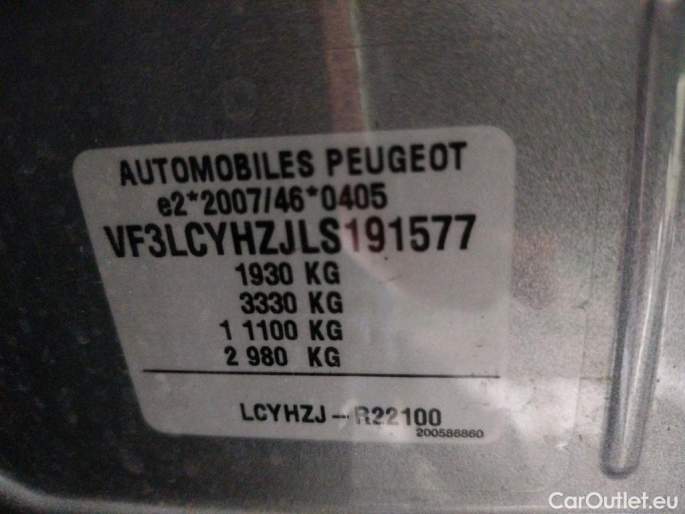 AUTOMOBILES PEUGEOT
e2*2007/46*0405
VF3LCYHZJLS191577
1930 KG
3330 KG
1 1100 KG
2 980 KG
LCYHZJ-R22100
200586860
CarOutlet.eu